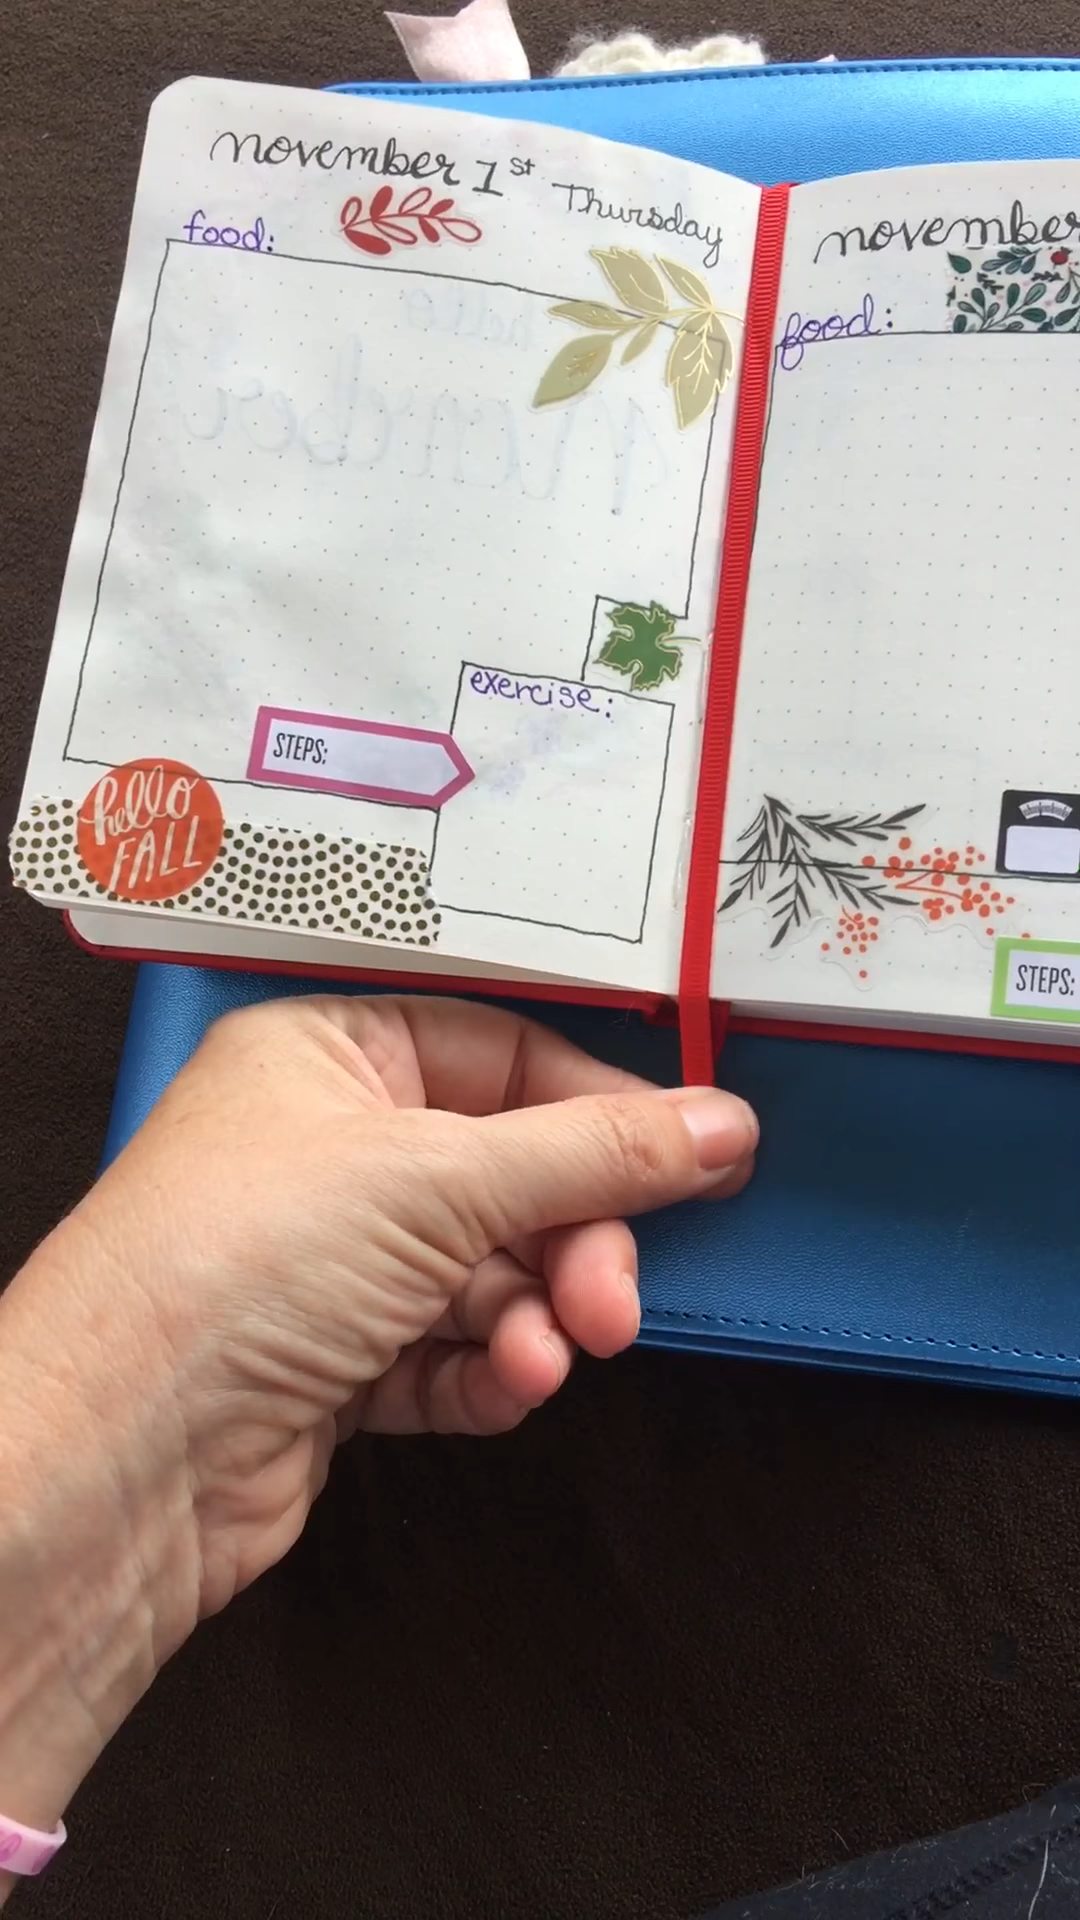 november 1st Thursday
food:
exercise:
STEPS:
hello
FALL
november
food:
STEPS: